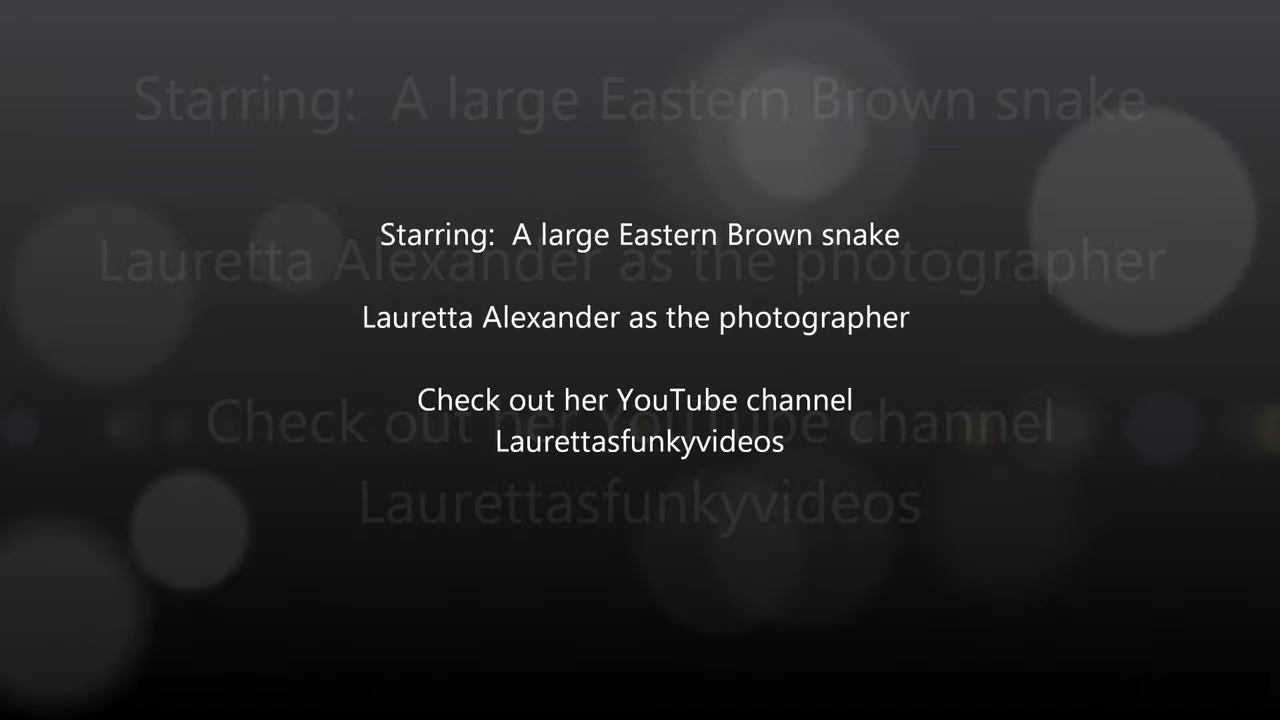 Starring:  A large Eastern Brown snake
Lauretta Alexander as the photographer
Check out her YouTube channel
Laurettasfunkyvideos